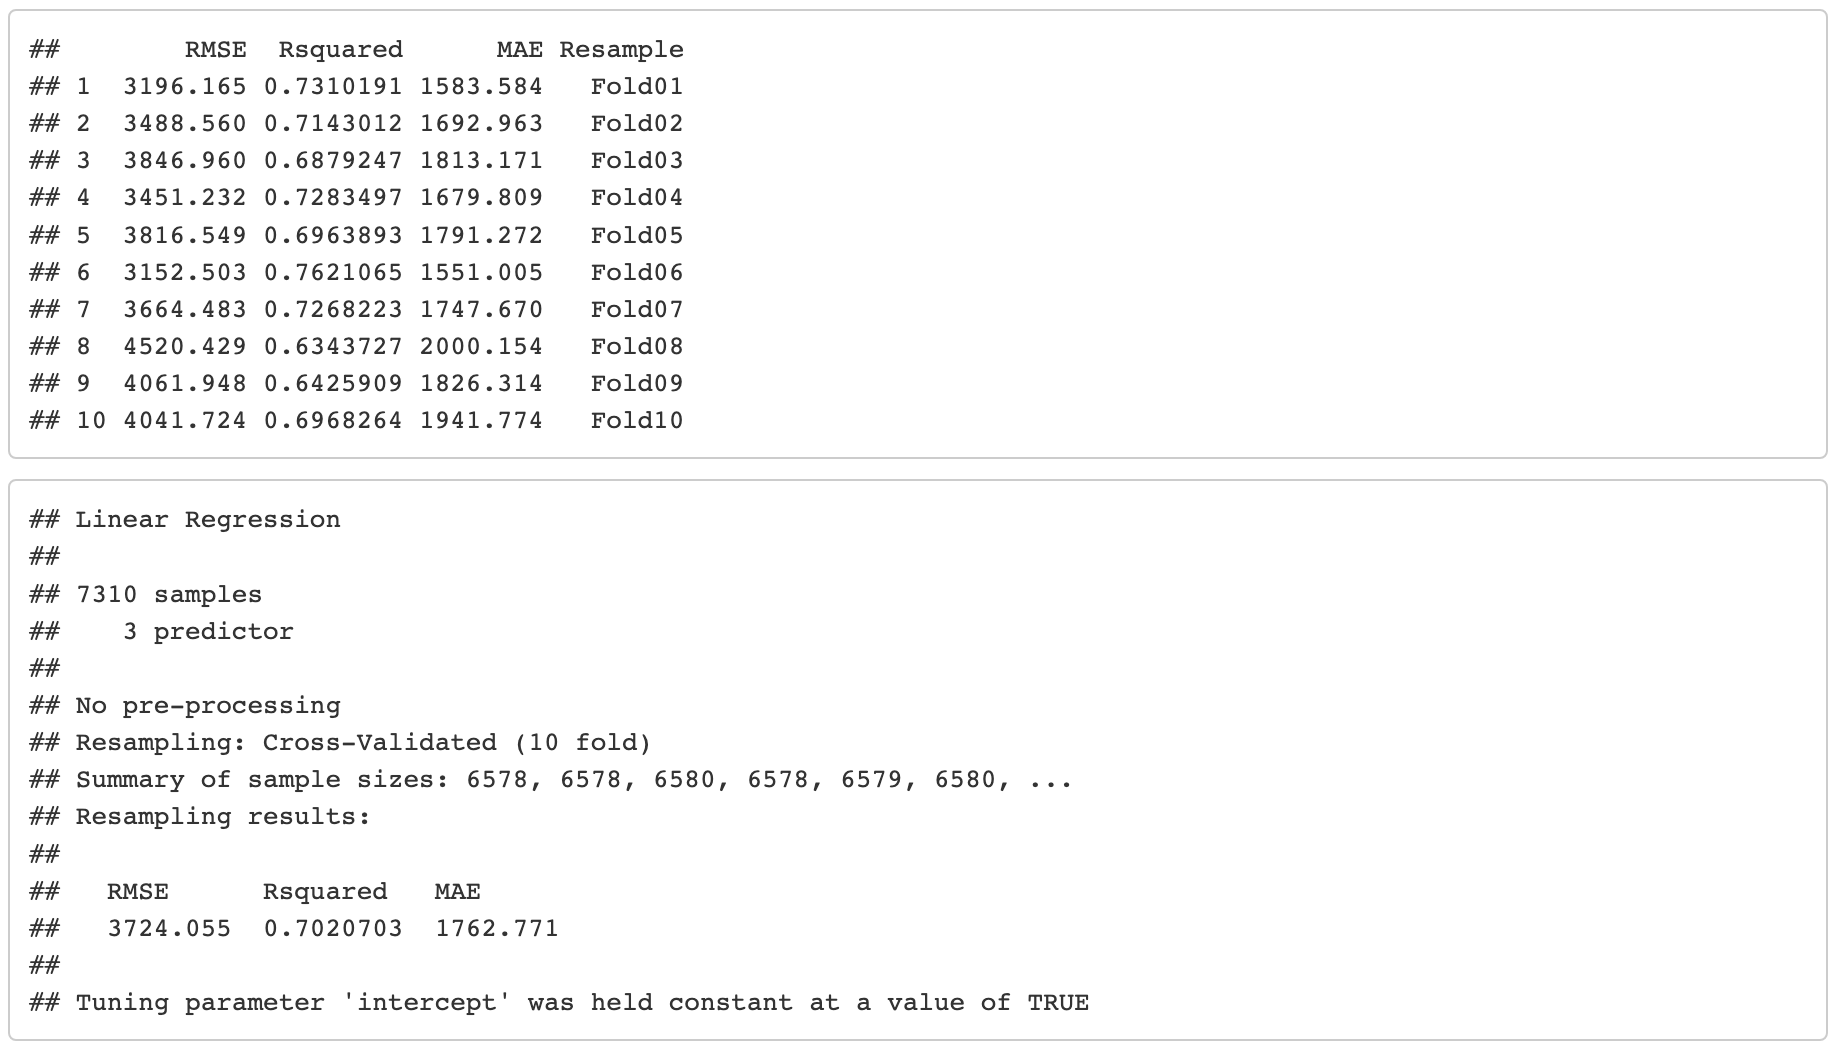 ##        RMSE  Rsquared      MAE Resample
## 1  3196.165 0.7310191 1583.584   Fold01
## 2  3488.560 0.7143012 1692.963   Fold02
## 3  3846.960 0.6879247 1813.171   Fold03
## 4  3451.232 0.7283497 1679.809   Fold04
## 5  3816.549 0.6963893 1791.272   Fold05
## 6  3152.503 0.7621065 1551.005   Fold06
## 7  3664.483 0.7268223 1747.670   Fold07
## 8  4520.429 0.6343727 2000.154   Fold08
## 9  4061.948 0.6425909 1826.314   Fold09
## 10 4041.724 0.6968264 1941.774   Fold10
## Linear Regression
##
## 7310 samples
##    3 predictor
##
## No pre-processing
## Resampling: Cross-Validated (10 fold)
## Summary of sample sizes: 6578, 6578, 6580, 6578, 6579, 6580, ...
## Resampling results:
##
##   RMSE      Rsquared   MAE
##   3724.055  0.7020703  1762.771
##
## Tuning parameter 'intercept' was held constant at a value of TRUE